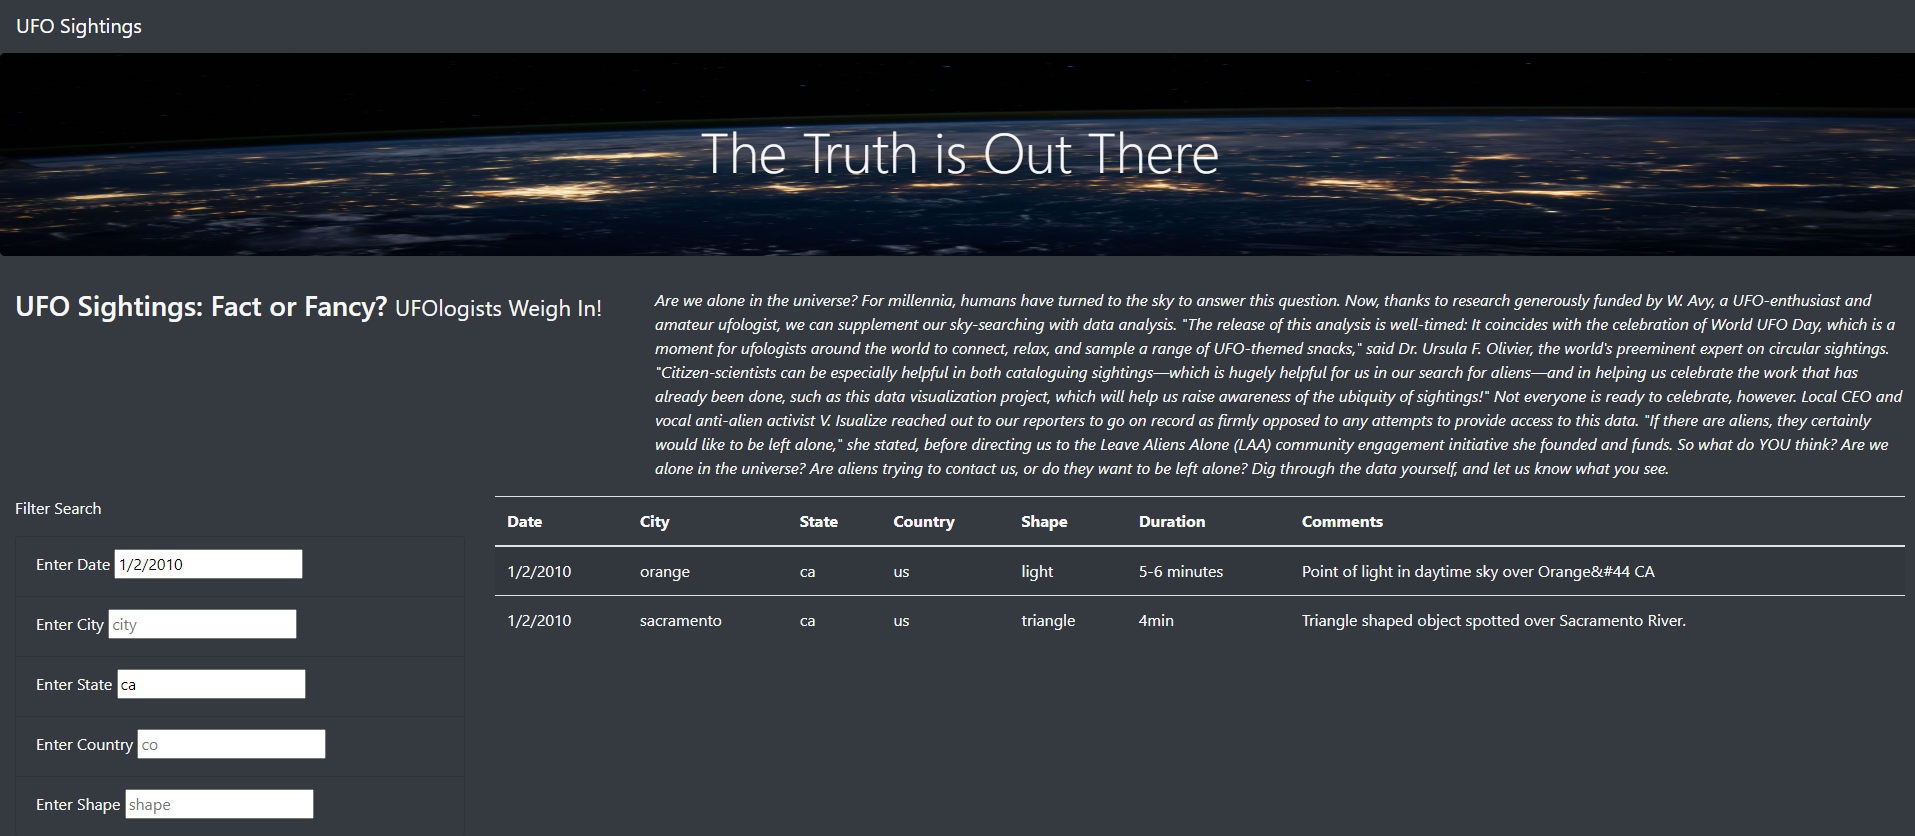 UFO Sightings
The Truth is Out There
UFO Sightings: Fact or Fancy? UFOlogists Weigh In!
Are we alone in the universe? For millennia, humans have turned to the sky to answer this question. Now, thanks to research generously funded by W. Avy, a UFO-enthusiast and
amateur ufologist, we can supplement our sky-searching with data analysis. "The release of this analysis is well-timed: It coincides with the celebration of World UFO Day, which is a
moment for ufologists around the world to connect, relax, and sample a range of UFO-themed snacks," said Dr. Ursula F. Olivier, the world's preeminent expert on circular sightings.
"Citizen-scientists can be especially helpful in both cataloguing sightings—which is hugely helpful for us in our search for aliens—and in helping us celebrate the work that has
already been done, such as this data visualization project, which will help us raise awareness of the ubiquity of sightings!" Not everyone is ready to celebrate, however. Local CEO and
vocal anti-alien activist V. Isualize reached out to our reporters to go on record as firmly opposed to any attempts to provide access to this data. "If there are aliens, they certainly
would like to be left alone," she stated, before directing us to the Leave Aliens Alone (LAA) community engagement initiative she founded and funds. So what do YOU think? Are we
alone in the universe? Are aliens trying to contact us, or do they want to be left alone? Dig through the data yourself, and let us know what you see.
Filter Search
Enter Date 1/2/2010
Enter City city
Enter State ca
Enter Country co
Enter Shape shape
Date City State Country Shape Duration Comments
1/2/2010 orange ca us light 5-6 minutes Point of light in daytime sky over Orange&#44 CA
1/2/2010 sacramento ca us triangle 4min Triangle shaped object spotted over Sacramento River.